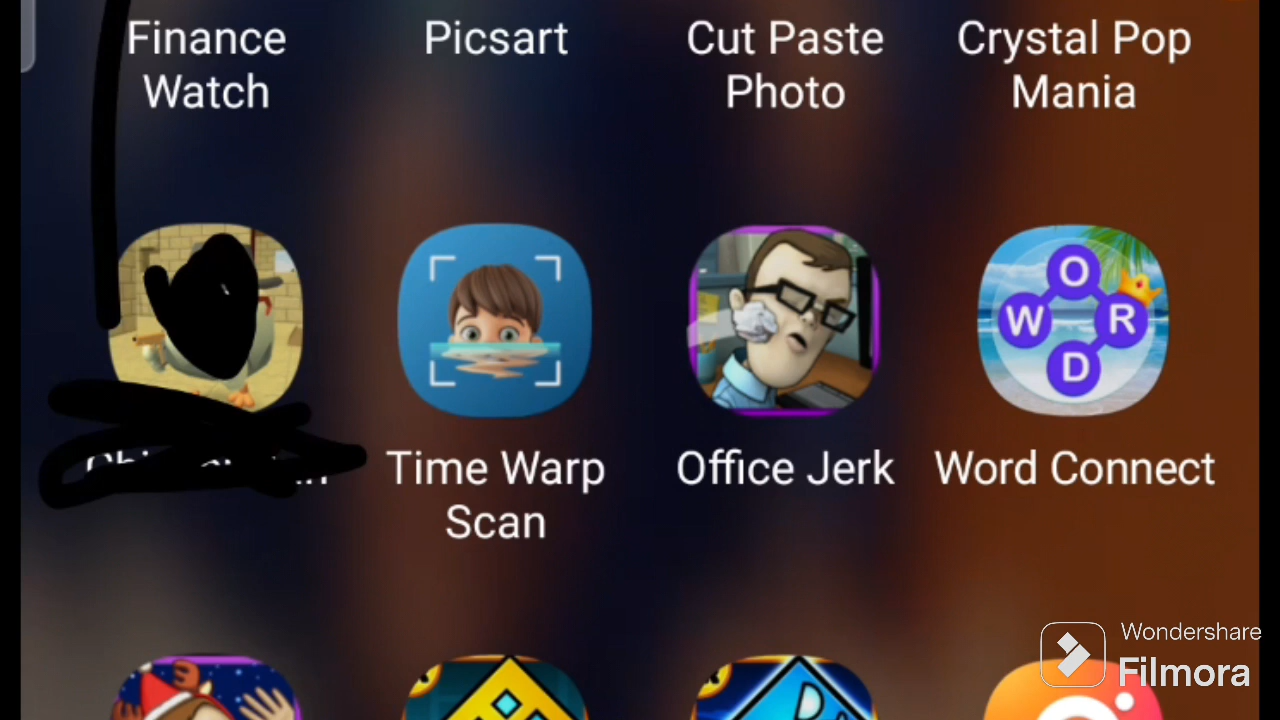 Finance
Watch
Picsart
Cut Paste
Photo
Crystal Pop
Mania
O
W R
D
Time Warp
Scan
Office Jerk
Word Connect
Wondershare
Filmora